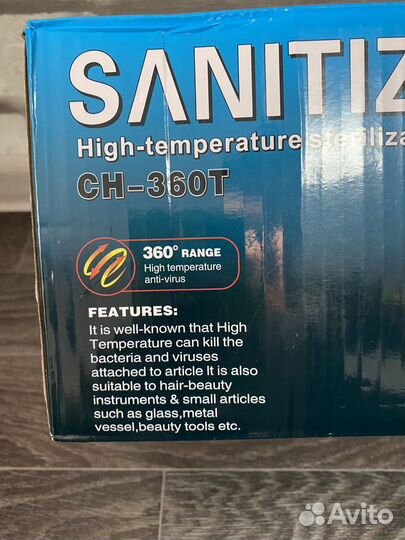 SANITIZ
High-temperature steriliza
CH-360T
360° RANGE
High temperature
anti-virus
FEATURES:
It is well-known that High
Temperature can kill the
bacteria and viruses
attached to article It is also
suitable to hair-beauty
instruments & small articles
such as glass,metal
vessel,beauty tools etc.
Avito